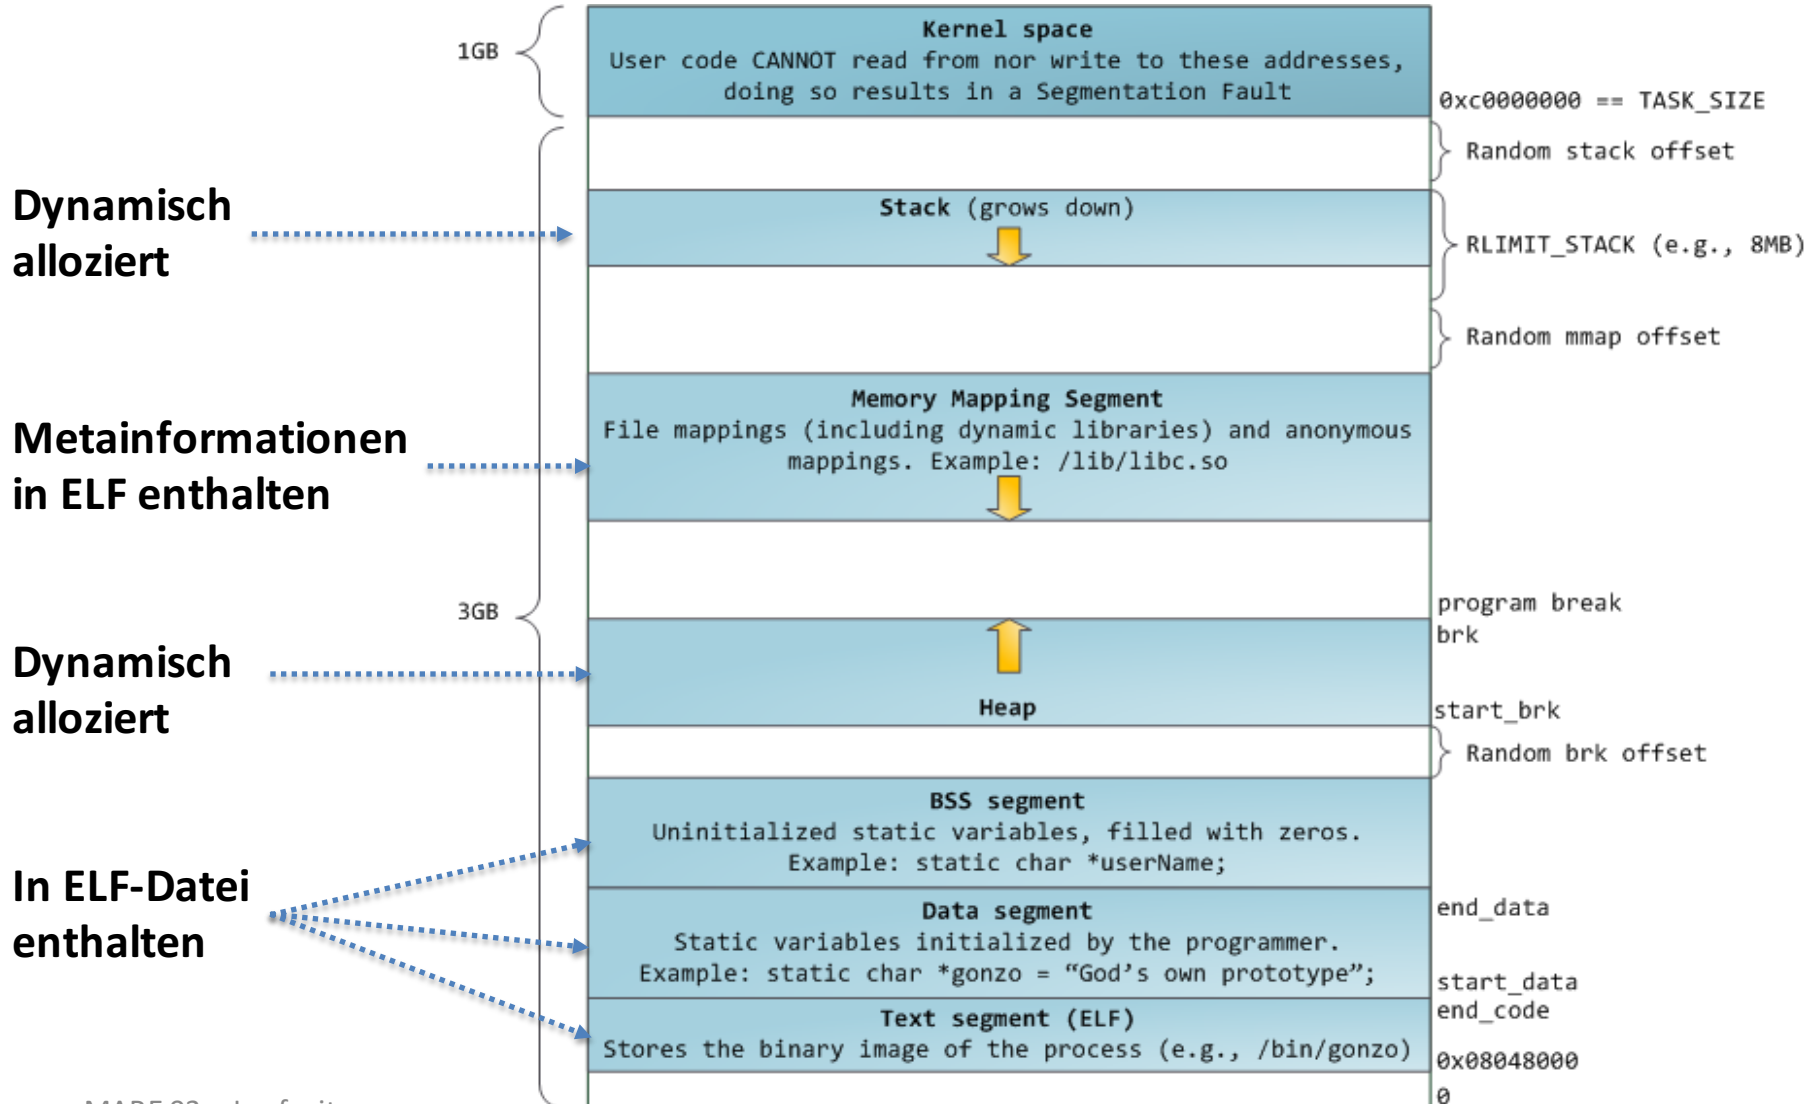 Kernel space
User code CANNOT read from nor write to these addresses,
doing so results in a Segmentation Fault
1GB
0xc0000000 == TASK_SIZE
Random stack offset
Dynamisch
alloziert
Stack (grows down)
RLIMIT_STACK (e.g., 8MB)
Random mmap offset
Metainformationen
in ELF enthalten
Memory Mapping Segment
File mappings (including dynamic libraries) and anonymous
mappings. Example: /lib/libc.so
3GB
program break
brk
Dynamisch
alloziert
Heap
start_brk
Random brk offset
BSS segment
Uninitialized static variables, filled with zeros.
Example: static char *userName;
In ELF-Datei
enthalten
Data segment
Static variables initialized by the programmer.
Example: static char *gonzo = “God’s own prototype”;
end_data
start_data
end_code
Text segment (ELF)
Stores the binary image of the process (e.g., /bin/gonzo)
0x08048000
0